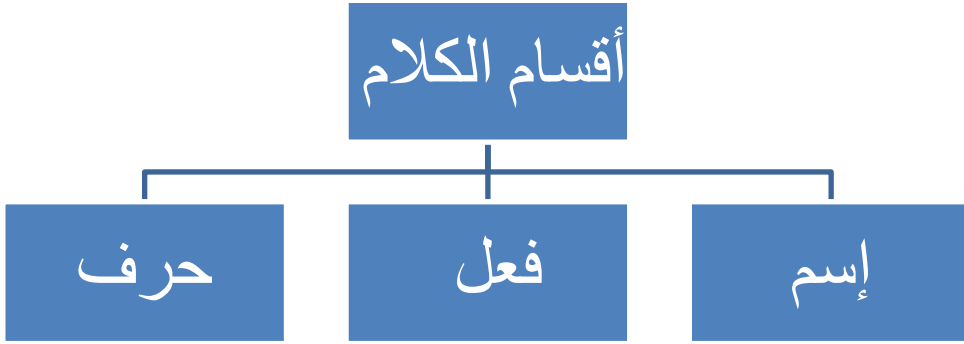 أقسام الكلام
إسم
فعل
حرف